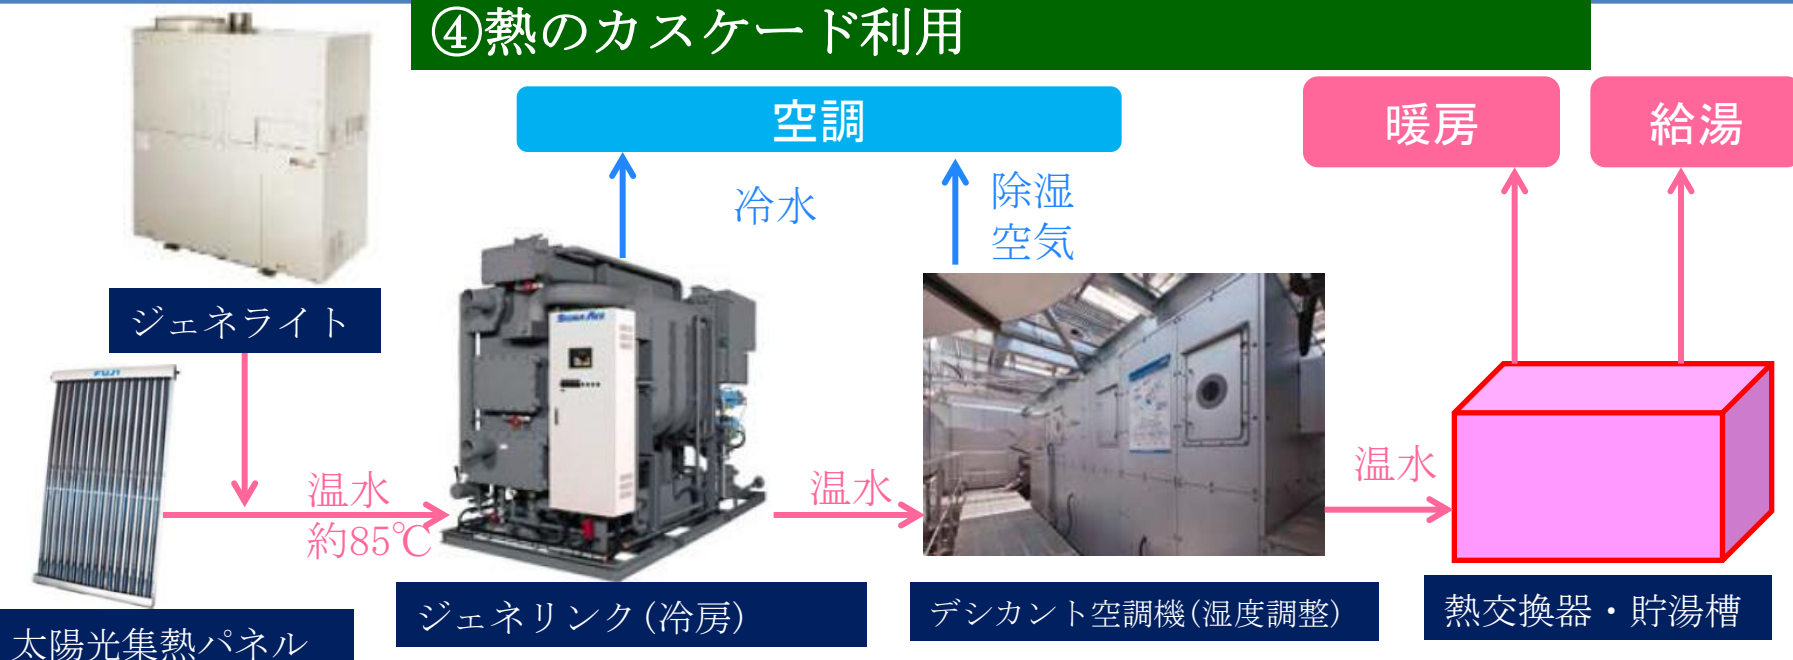 ④熱のカスケード利用
空調
暖房
給湯
冷水
除湿
空気
ジェネライト
FUJI
温水
約85℃
温水
温水
ジェネリンク(冷房)
デシカント空調機(湿度調整)
熱交換器・貯湯槽
太陽光集熱パネル